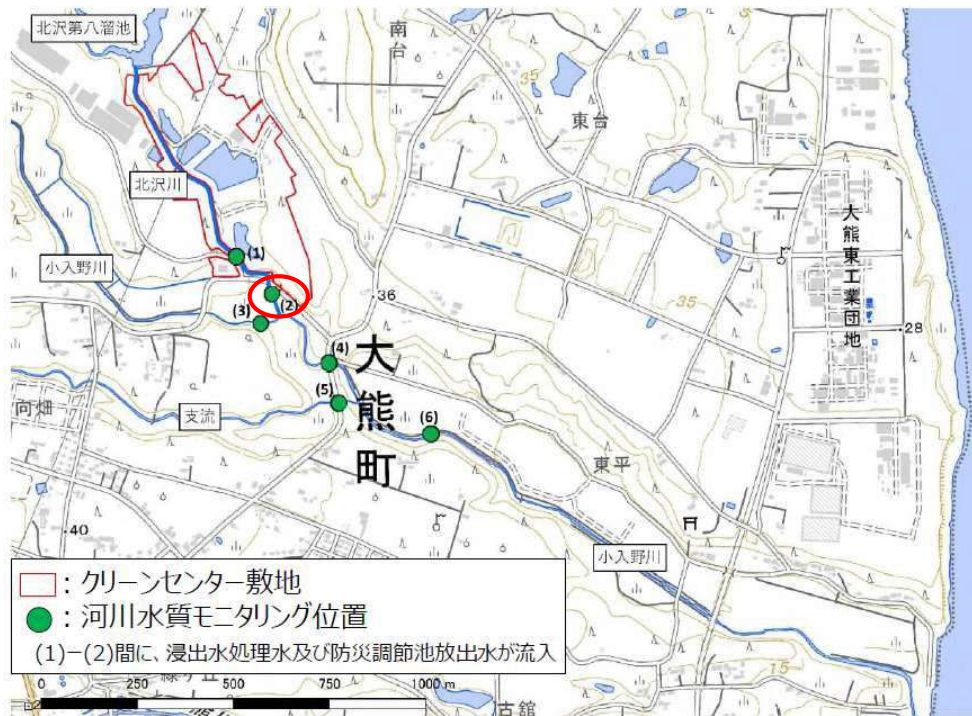 北沢第八溜池
南台
35
東台
北沢川
(1)
小入野川
(2)
36
35
(3)
28
大熊東工業団地
(4)
大熊町
(5)
向畑
支流
(6)
東平
40
小入野川
: クリーンセンター敷地
: 河川水質モニタリング位置
(1)-(2)間に、浸出水処理水及び防災調節池放出水が流入
0 250 500 750 1000 m
15
古舘